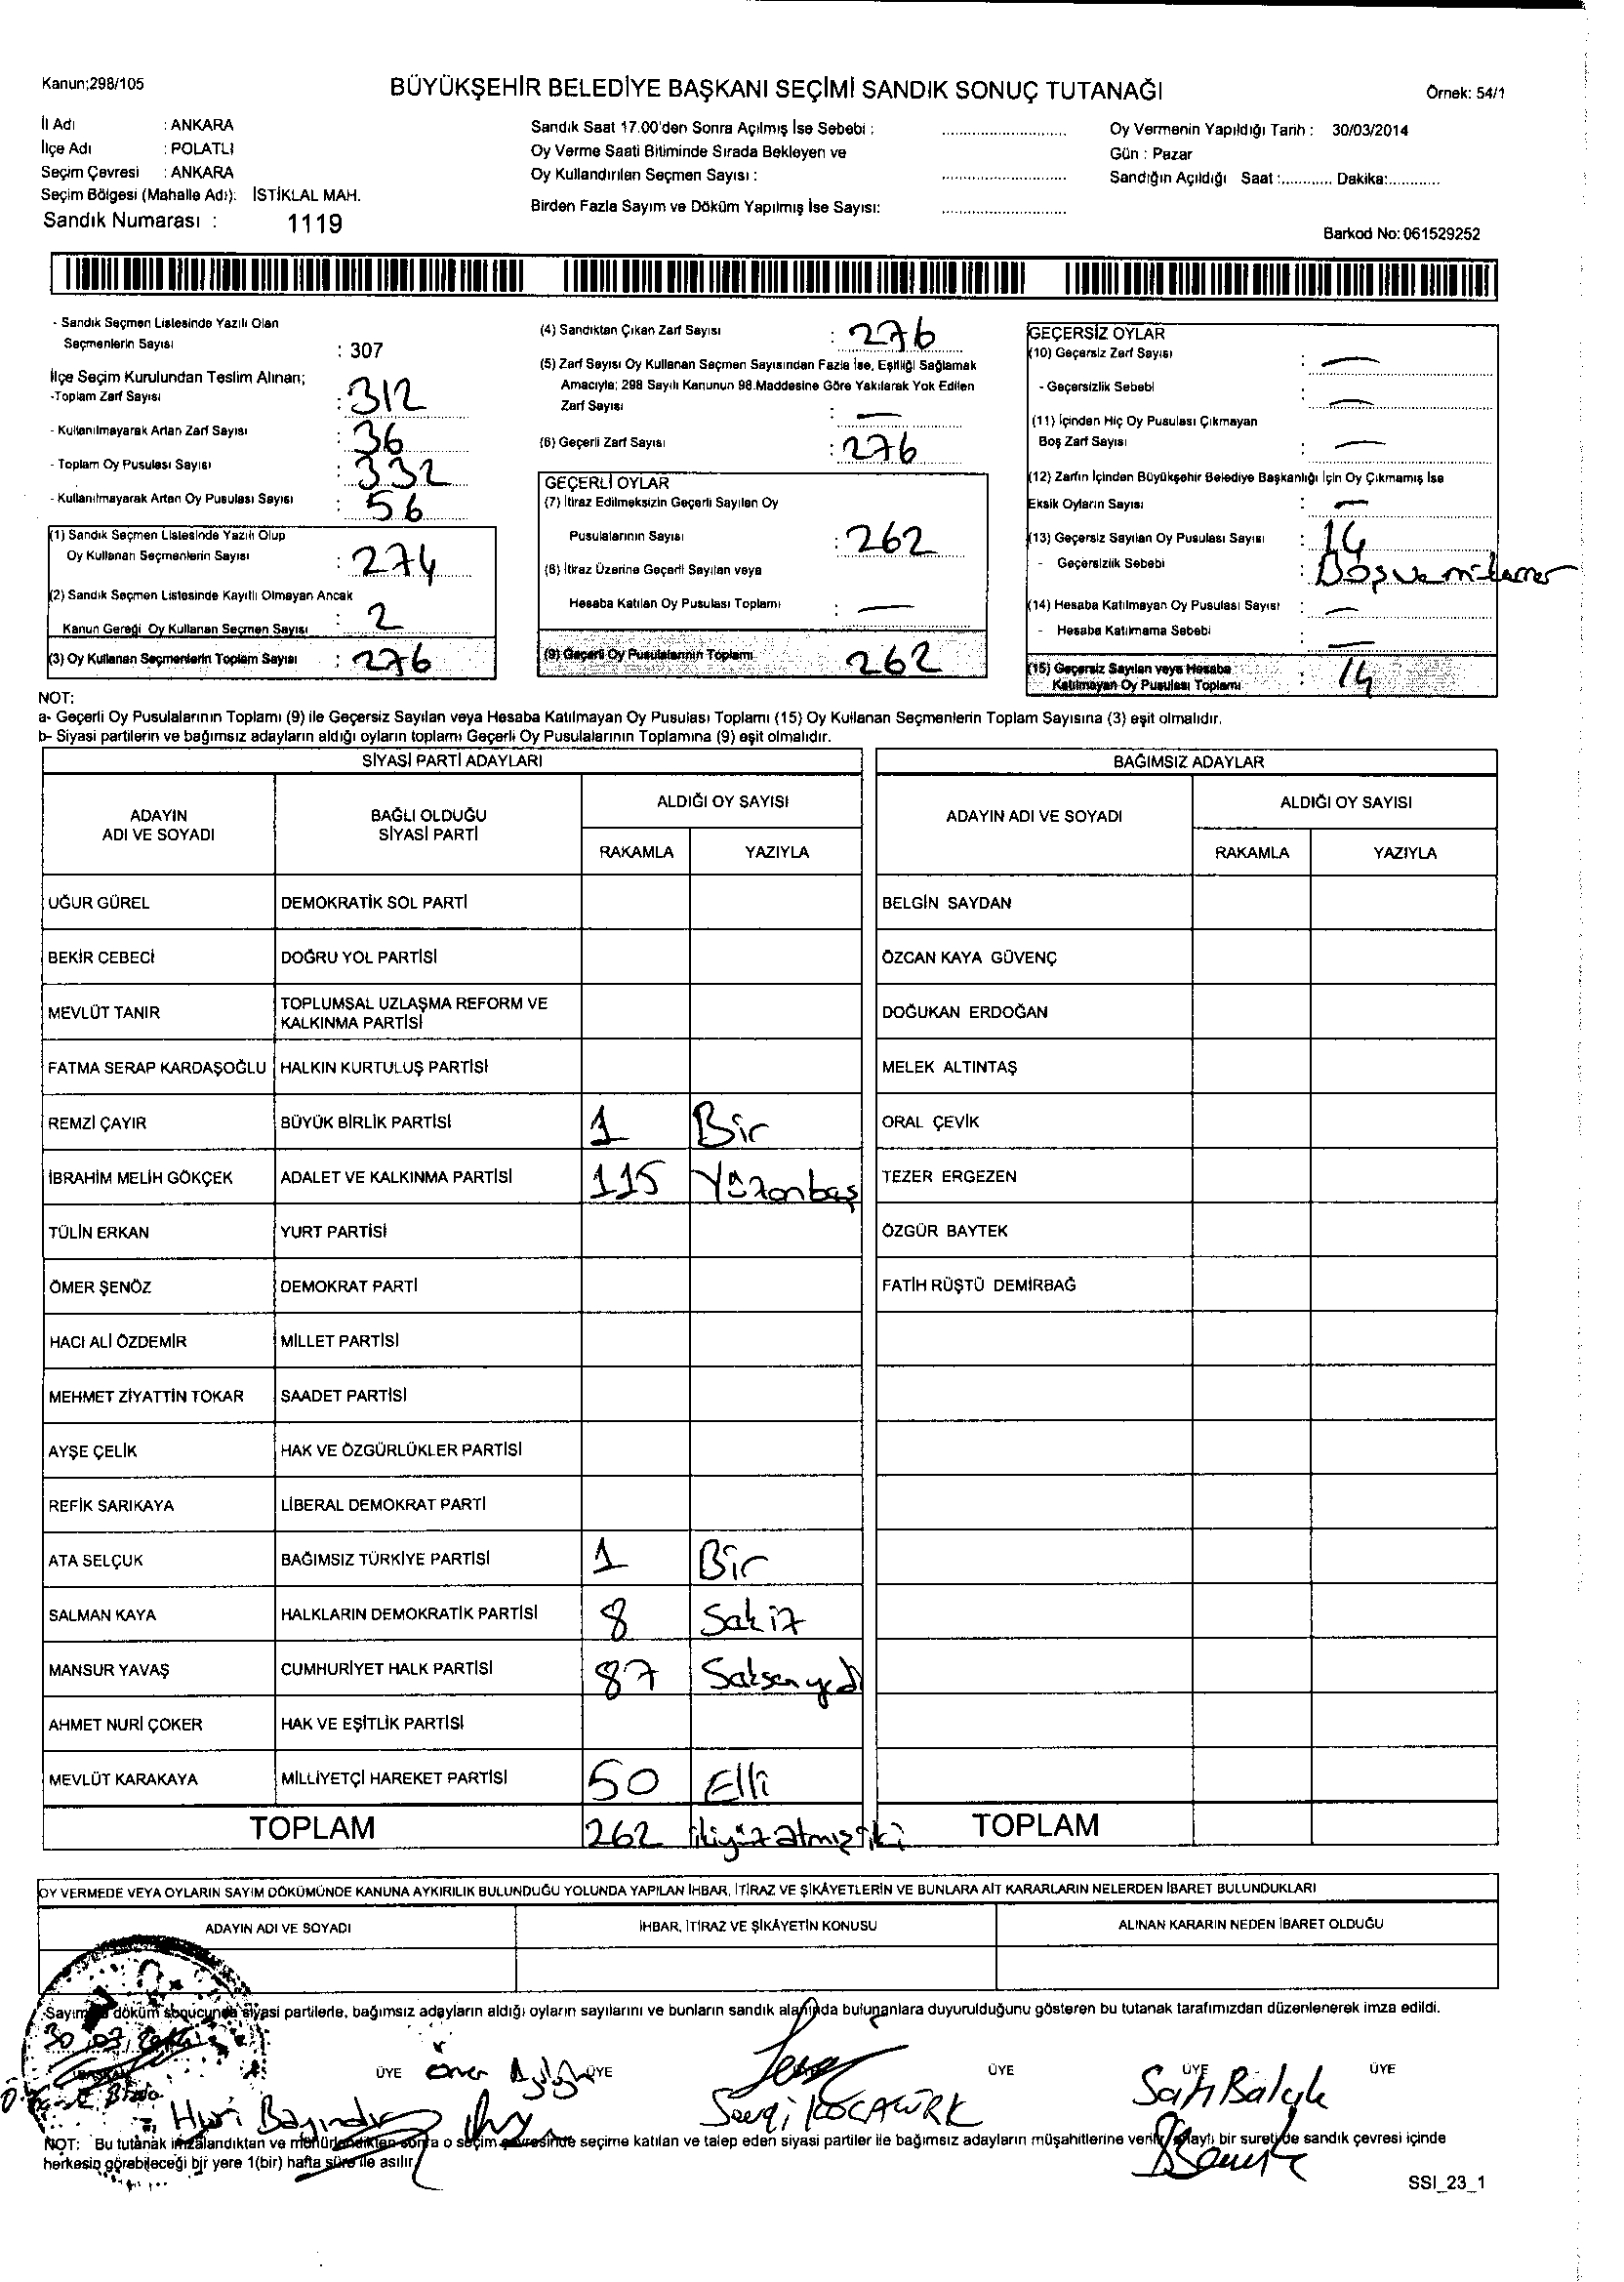 Kanun;298/105
BÜYÜKŞEHİR BELEDİYE BAŞKANI SEÇİMİ SANDIK SONUÇ TUTANAĞI
Örnek: 54/1
İl Adı : ANKARA
İlçe Adı : POLATLI
Seçim Çevresi : ANKARA
Seçim Bölgesi (Mahalle Adı): İSTİKLAL MAH.
Sandık Numarası : 1119
Sandık Saat 17.00'den Sonra Açılmış İse Sebebi :
Oy Verme Saati Bitiminde Sırada Bekleyen ve
Oy Kullandırılan Seçmen Sayısı :
Birden Fazla Sayım ve Döküm Yapılmış İse Sayısı:
Oy Vermenin Yapıldığı Tarih : 30/03/2014
Gün : Pazar
Sandığın Açıldığı Saat :............ Dakika:............
Barkod No: 061529252
- Sandık Seçmen Listesinde Yazılı Olan
Seçmenlerin Sayısı : 307
İlçe Seçim Kurulundan Teslim Alınan;
-Toplam Zarf Sayısı : 312
- Kullanılmayarak Artan Zarf Sayısı : 36
- Toplam Oy Pusulası Sayısı : 332
- Kullanılmayarak Artan Oy Pusulası Sayısı : 56
(1) Sandık Seçmen Listesinde Yazılı Olup
Oy Kullanan Seçmenlerin Sayısı : 274
(2) Sandık Seçmen Listesinde Kayıtlı Olmayan Ancak
Kanun Gereği Oy Kullanan Seçmen Sayısı : 2
(3) Oy Kullanan Seçmenlerin Toplam Sayısı : 276
(4) Sandıktan Çıkan Zarf Sayısı : 276
(5) Zarf Sayısı Oy Kullanan Seçmen Sayısından Fazla İse, Eşitliği Sağlamak
Amacıyla; 298 Sayılı Kanunun 98.Maddesine Göre Yakılarak Yok Edilen
Zarf Sayısı : —
(6) Geçerli Zarf Sayısı : 276
GEÇERLİ OYLAR
(7) İtiraz Edilmeksizin Geçerli Sayılan Oy
Pusulalarının Sayısı : 262
(8) İtiraz Üzerine Geçerli Sayılan veya
Hesaba Katılan Oy Pusulası Toplamı : —
(9) Geçerli Oy Pusulalarının Toplamı 262
GEÇERSİZ OYLAR
(10) Geçersiz Zarf Sayısı : —
- Geçersizlik Sebebi : —
(11) İçinden Hiç Oy Pusulası Çıkmayan
Boş Zarf Sayısı : —
(12) Zarfın İçinden Büyükşehir Belediye Başkanlığı İçin Oy Çıkmamış İse
Eksik Oyların Sayısı : —
(13) Geçersiz Sayılan Oy Pusulası Sayısı : 14
- Geçersizlik Sebebi : Boş ve
(14) Hesaba Katılmayan Oy Pusulası Sayısı : —
- Hesaba Katılmama Sebebi : —
(15) Geçersiz Sayılan veya Hesaba
Katılmayan Oy Pusulası Toplamı : 14
NOT:
a- Geçerli Oy Pusulalarının Toplamı (9) ile Geçersiz Sayılan veya Hesaba Katılmayan Oy Pusulası Toplamı (15) Oy Kullanan Seçmenlerin Toplam Sayısına (3) eşit olmalıdır.
b- Siyasi partilerin ve bağımsız adayların aldığı oyların toplamı Geçerli Oy Pusulalarının Toplamına (9) eşit olmalıdır.
SİYASİ PARTİ ADAYLARI
ADAYIN ADI VE SOYADI
BAĞLI OLDUĞU SİYASİ PARTİ
ALDIĞI OY SAYISI
RAKAMLA YAZIYLA
UĞUR GÜREL DEMOKRATİK SOL PARTİ
BEKİR CEBECİ DOĞRU YOL PARTİSİ
MEVLÜT TANIR TOPLUMSAL UZLAŞMA REFORM VE
KALKINMA PARTİSİ
FATMA SERAP KARDAŞOĞLU HALKIN KURTULUŞ PARTİSİ
REMZİ ÇAYIR BÜYÜK BİRLİK PARTİSİ 1 Bir
İBRAHİM MELİH GÖKÇEK ADALET VE KALKINMA PARTİSİ 115 Yüzonbeş
TÜLİN ERKAN YURT PARTİSİ
ÖMER ŞENÖZ DEMOKRAT PARTİ
HACI ALİ ÖZDEMİR MİLLET PARTİSİ
MEHMET ZİYATTİN TOKAR SAADET PARTİSİ
AYŞE ÇELİK HAK VE ÖZGÜRLÜKLER PARTİSİ
REFİK SARIKAYA LİBERAL DEMOKRAT PARTİ
ATA SELÇUK BAĞIMSIZ TÜRKİYE PARTİSİ 1 Bir
SALMAN KAYA HALKLARIN DEMOKRATİK PARTİSİ 8 Sekiz
MANSUR YAVAŞ CUMHURİYET HALK PARTİSİ 87 Seksenyedi
AHMET NURİ ÇOKER HAK VE EŞİTLİK PARTİSİ
MEVLÜT KARAKAYA MİLLİYETÇİ HAREKET PARTİSİ 50 Elli
TOPLAM 262 ikiyüzatmışiki
BAĞIMSIZ ADAYLAR
ADAYIN ADI VE SOYADI
ALDIĞI OY SAYISI
RAKAMLA YAZIYLA
BELGİN SAYDAN
ÖZCAN KAYA GÜVENÇ
DOĞUKAN ERDOĞAN
MELEK ALTINTAŞ
ORAL ÇEVİK
TEZER ERGEZEN
ÖZGÜR BAYTEK
FATİH RÜŞTÜ DEMİRBAĞ
TOPLAM
OY VERMEDE VEYA OYLARIN SAYIM DÖKÜMÜNDE KANUNA AYKIRILIK BULUNDUĞU YOLUNDA YAPILAN İHBAR, İTİRAZ VE ŞİKÂYETLERİN VE BUNLARA AİT KARARLARIN NELERDEN İBARET BULUNDUKLARI
ADAYIN ADI VE SOYADI İHBAR, İTİRAZ VE ŞİKÂYETİN KONUSU ALINAN KARARIN NEDEN İBARET OLDUĞU
Sayım döküm sonucunda siyasi partilerle, bağımsız adayların aldığı oyların sayılarını ve bunların sandık alanında bulunanlara duyurulduğunu gösteren bu tutanak tarafımızdan düzenlenerek imza edildi.
ÜYE ÜYE ÜYE ÜYE ÜYE
Sevgi KOCATÜRK
Satı Balçık
NOT: Bu tutanak imzalandıktan ve mühürlendikten sonra o seçim çevresinde seçime katılan ve talep eden siyasi partiler ile bağımsız adayların müşahitlerine verilir, onaylı bir sureti de sandık çevresi içinde
herkesin görebileceği bir yere 1(bir) hafta süre ile asılır.
SSI_23_1